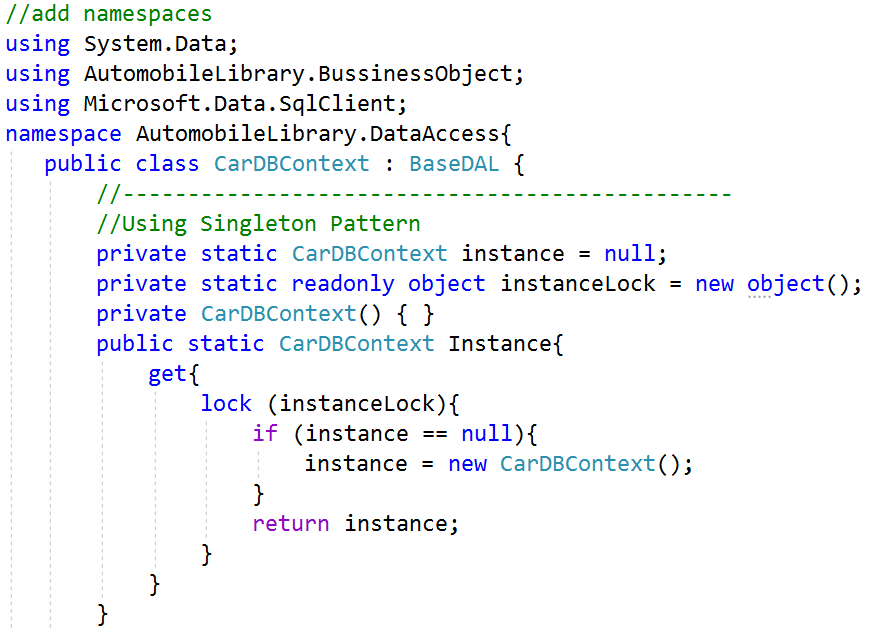 //add namespaces
using System.Data;
using AutomobileLibrary.BussinessObject;
using Microsoft.Data.SqlClient;
namespace AutomobileLibrary.DataAccess{
public class CarDBContext : BaseDAL {
//-----------------------------------------------
//Using Singleton Pattern
private static CarDBContext instance = null;
private static readonly object instanceLock = new object();
private CarDBContext() { }
public static CarDBContext Instance{
get{
lock (instanceLock){
if (instance == null){
instance = new CarDBContext();
}
return instance;
}
}
}